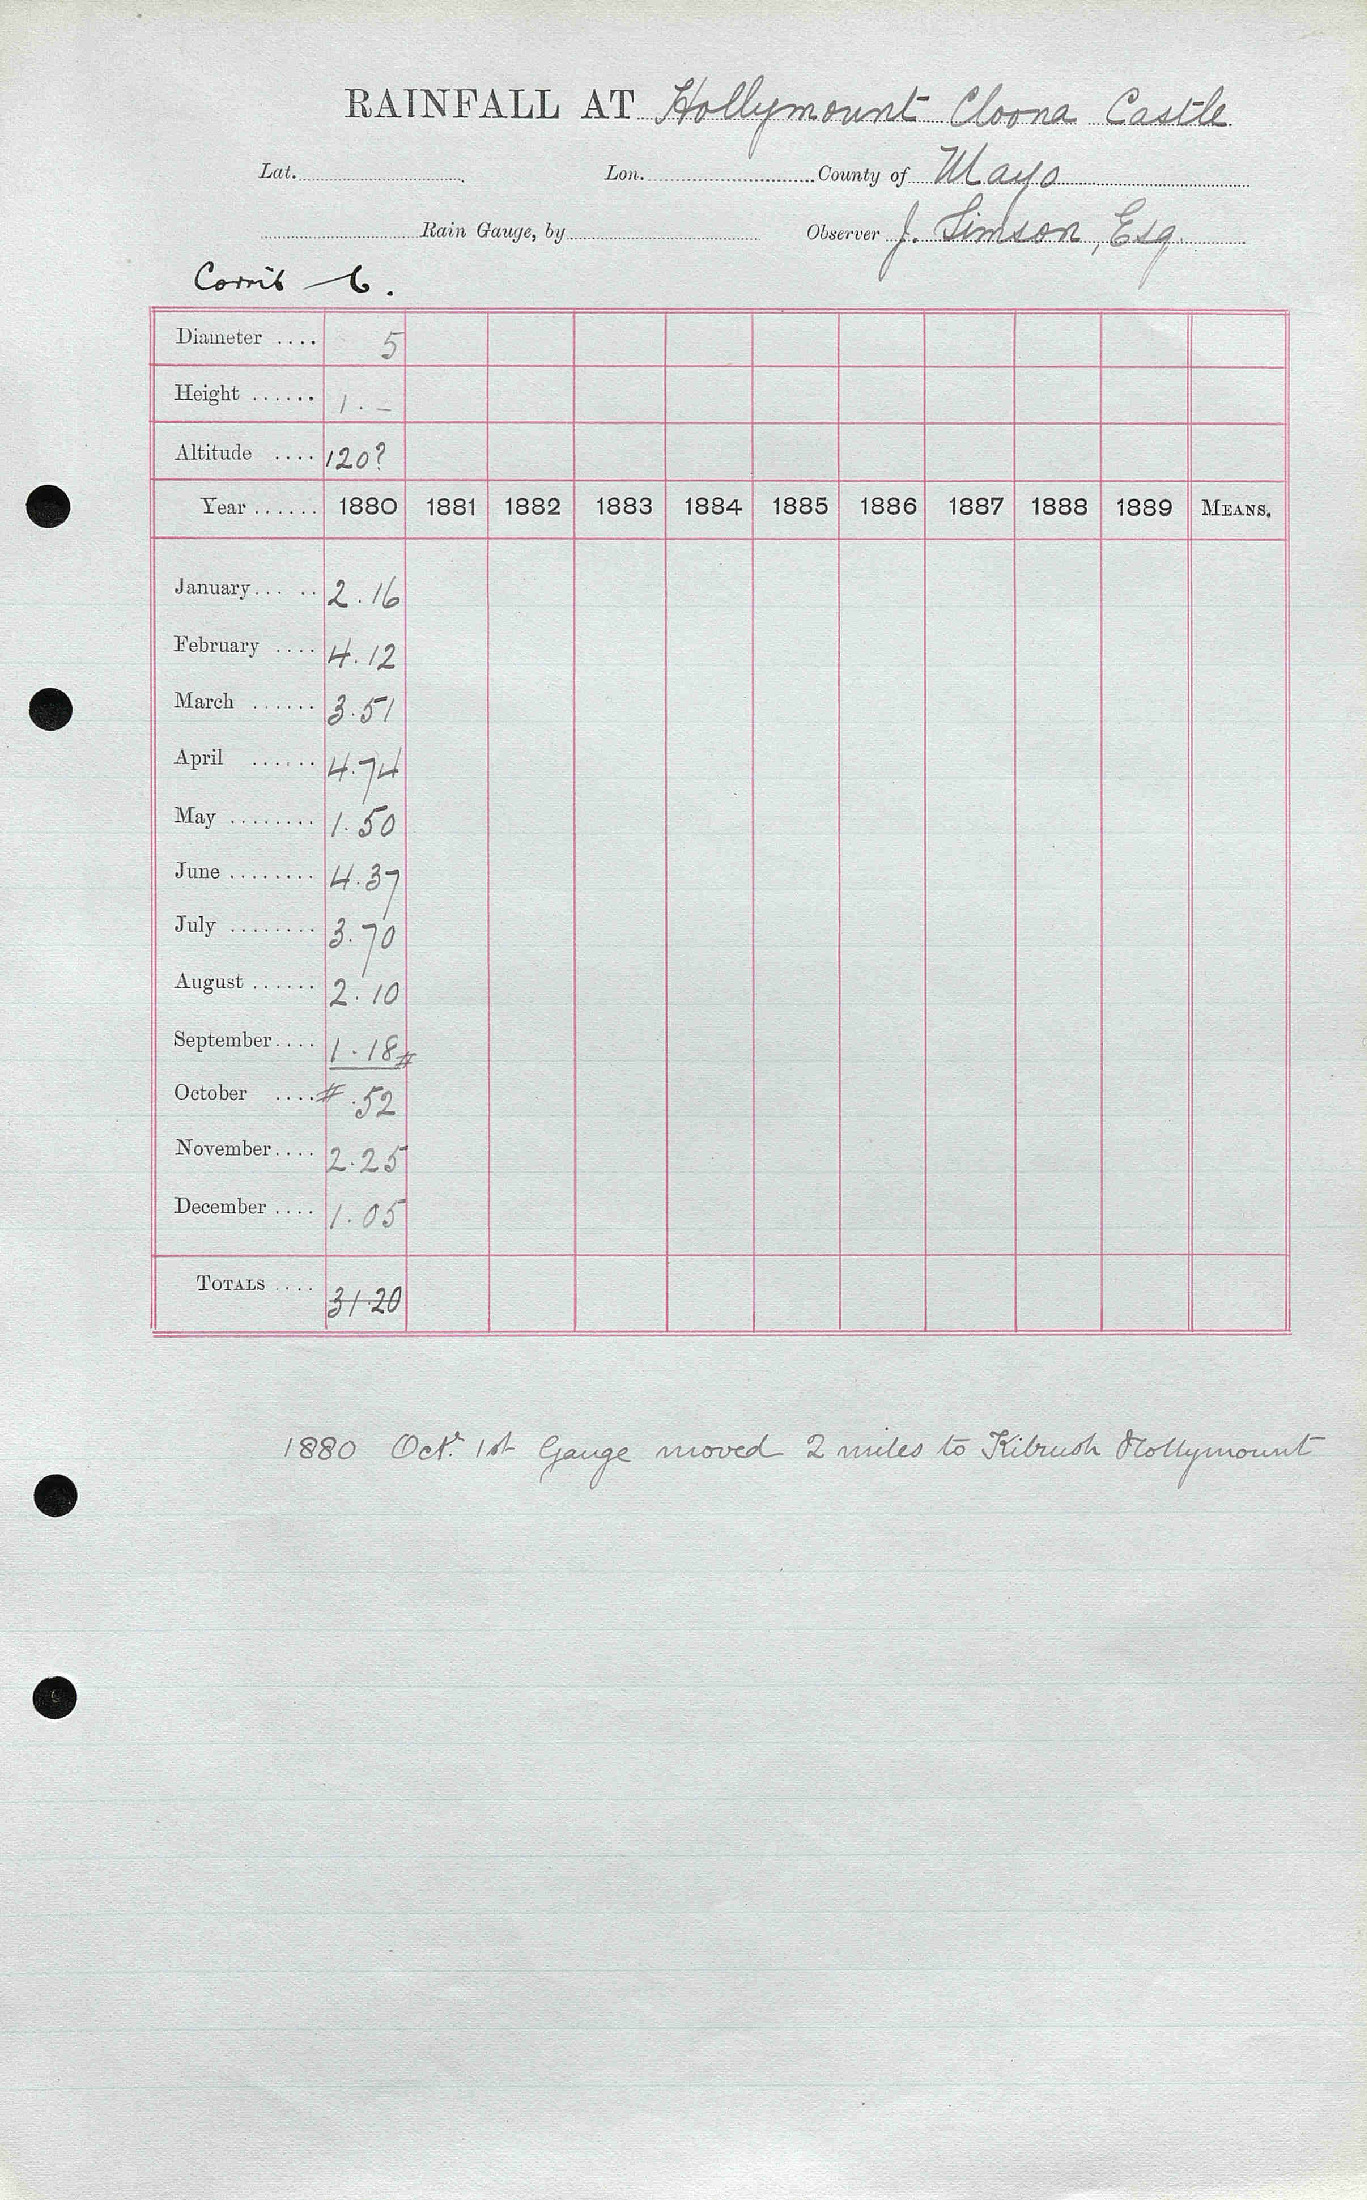 RAINFALL AT Hollymount Cloona Castle
Lat. Lon. County of Mayo
Rain Gauge, by Observer J. Simson, Esq.
Corrib
Diameter .... 5
Height ...... 1 . –
Altitude .... 120?
Year ...... 1880 1881 1882 1883 1884 1885 1886 1887 1888 1889 MEANS.
January... .. 2.16
February .... 4.12
March ...... 3.51
April ...... 4.74
May ........ 1.50
June ........ 4.37
July ........ 3.70
August ...... 2.10
September .... 1.18 #
October .... # .52
November .... 2.25
December .... 1.05
TOTALS .... 31.20
1880 Octr. 1st Gauge moved 2 miles to Kilrush Hollymount